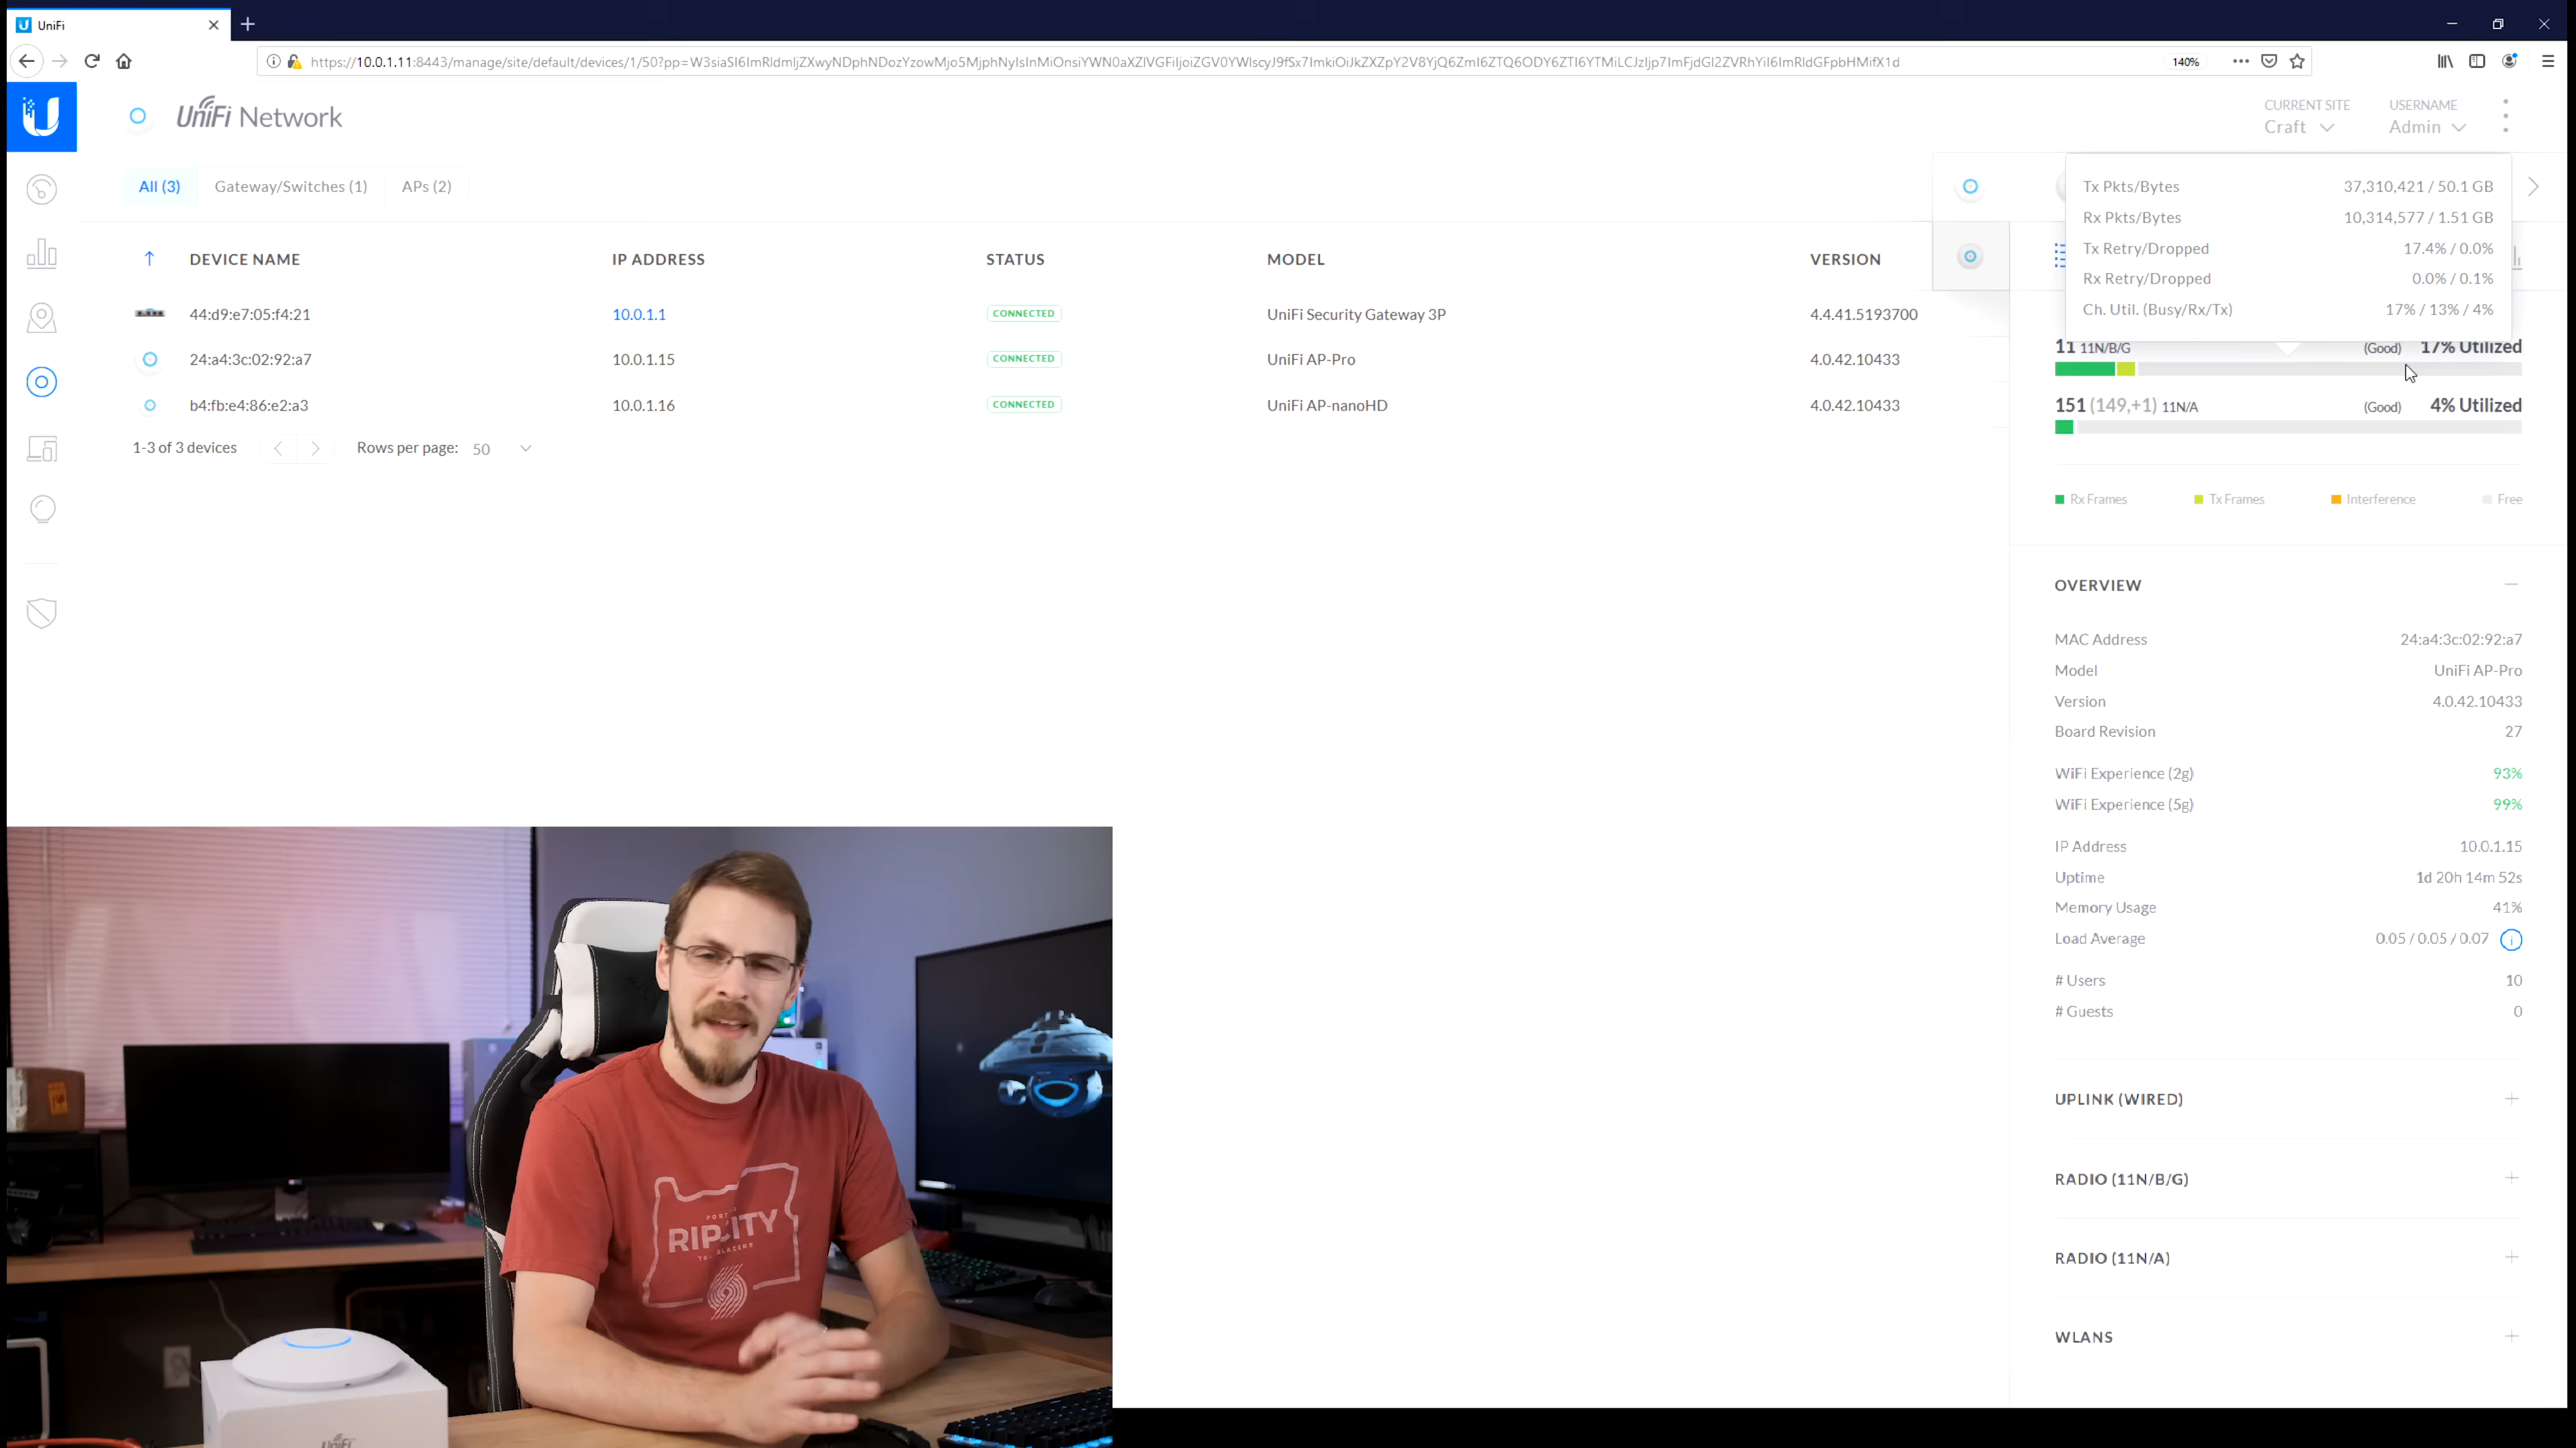 UniFi
https://10.0.1.11:8443/manage/site/default/devices/1/50?pp=W3siaSI6ImRldmljZXwyNDphNDozYzowMjo5MjphNyIsInMiOnsiYWN0aXZlVGFiIjoiZGV0YWlscyJ9fSx7ImkiOiJkZXZpY2V8YjQ6ZmI6ZTQ6ODY6ZTI6YTMiLCJzIjp7ImFjdGl2ZVRhYiI6ImRldGFpbHMifX1d
140%
UniFi Network
CURRENT SITE
Craft
USERNAME
Admin
All (3)
Gateway/Switches (1)
APs (2)
DEVICE NAME IP ADDRESS STATUS MODEL VERSION
44:d9:e7:05:f4:21 10.0.1.1 CONNECTED UniFi Security Gateway 3P 4.4.41.5193700
24:a4:3c:02:92:a7 10.0.1.15 CONNECTED UniFi AP-Pro 4.0.42.10433
b4:fb:e4:86:e2:a3 10.0.1.16 CONNECTED UniFi AP-nanoHD 4.0.42.10433
1-3 of 3 devices Rows per page: 50
Tx Pkts/Bytes 37,310,421 / 50.1 GB
Rx Pkts/Bytes 10,314,577 / 1.51 GB
Tx Retry/Dropped 17.4% / 0.0%
Rx Retry/Dropped 0.0% / 0.1%
Ch. Util. (Busy/Rx/Tx) 17% / 13% / 4%
11 11N/B/G (Good) 17% Utilized
151 (149,+1) 11N/A (Good) 4% Utilized
Rx Frames Tx Frames Interference Free
OVERVIEW
MAC Address 24:a4:3c:02:92:a7
Model UniFi AP-Pro
Version 4.0.42.10433
Board Revision 27
WiFi Experience (2g) 93%
WiFi Experience (5g) 99%
IP Address 10.0.1.15
Uptime 1d 20h 14m 52s
Memory Usage 41%
Load Average 0.05 / 0.05 / 0.07
# Users 10
# Guests 0
UPLINK (WIRED)
RADIO (11N/B/G)
RADIO (11N/A)
WLANS
RIP CITY
UniFi